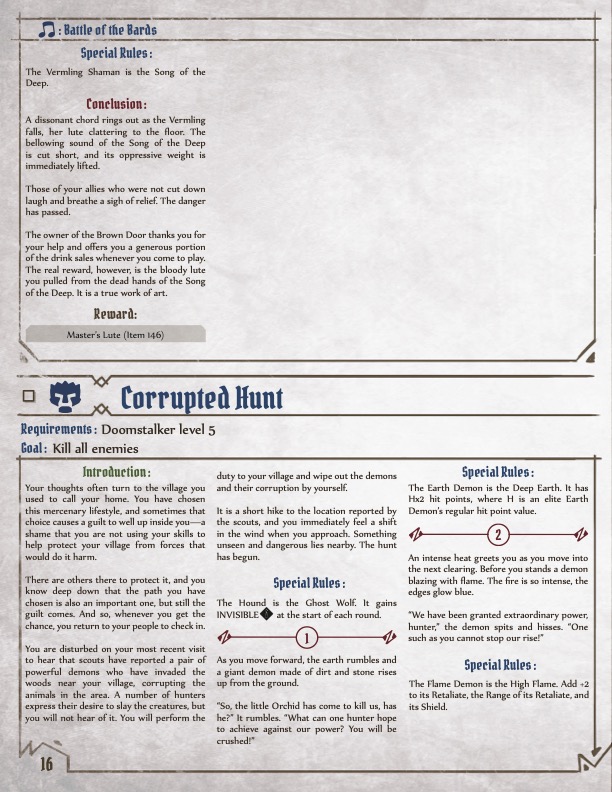 : Battle of the Bards
Special Rules:
The Vermling Shaman is the Song of the
Deep.
Conclusion:
A dissonant chord rings out as the Vermling
falls, her lute clattering to the floor. The
bellowing sound of the Song of the Deep
is cut short, and its oppressive weight is
immediately lifted.
Those of your allies who were not cut down
laugh and breathe a sigh of relief. The danger
has passed.
The owner of the Brown Door thanks you for
your help and offers you a generous portion
of the drink sales whenever you come to play.
The real reward, however, is the bloody lute
you pulled from the dead hands of the Song
of the Deep. It is a true work of art.
Reward:
Master's Lute (Item 146)
Corrupted Hunt
Requirements: Doomstalker level 5
Goal: Kill all enemies
Introduction:
Your thoughts often turn to the village you
used to call your home. You have chosen
this mercenary lifestyle, and sometimes that
choice causes a guilt to well up inside you—a
shame that you are not using your skills to
help protect your village from forces that
would do it harm.
There are others there to protect it, and you
know deep down that the path you have
chosen is also an important one, but still the
guilt comes. And so, whenever you get the
chance, you return to your people to check in.
You are disturbed on your most recent visit
to hear that scouts have reported a pair of
powerful demons who have invaded the
woods near your village, corrupting the
animals in the area. A number of hunters
express their desire to slay the creatures, but
you will not hear of it. You will perform the
duty to your village and wipe out the demons
and their corruption by yourself.
It is a short hike to the location reported by
the scouts, and you immediately feel a shift
in the wind when you approach. Something
unseen and dangerous lies nearby. The hunt
has begun.
Special Rules:
The Hound is the Ghost Wolf. It gains
INVISIBLE at the start of each round.
1
As you move forward, the earth rumbles and
a giant demon made of dirt and stone rises
up from the ground.
"So, the little Orchid has come to kill us, has
he?" It rumbles. "What can one hunter hope
to achieve against our power? You will be
crushed!"
Special Rules:
The Earth Demon is the Deep Earth. It has
Hx2 hit points, where H is an elite Earth
Demon's regular hit point value.
2
An intense heat greets you as you move into
the next clearing. Before you stands a demon
blazing with flame. The fire is so intense, the
edges glow blue.
"We have been granted extraordinary power,
hunter," the demon spits and hisses. "One
such as you cannot stop our rise!"
Special Rules:
The Flame Demon is the High Flame. Add +2
to its Retaliate, the Range of its Retaliate, and
its Shield.
16